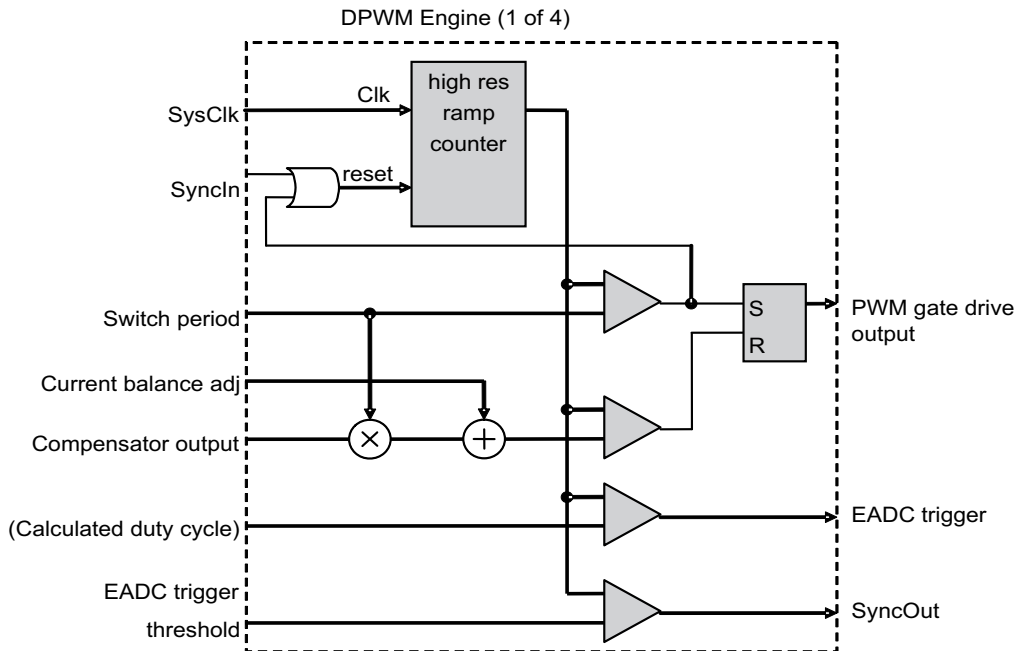 DPWM Engine (1 of 4)
SysClk
Clk
high res
ramp
counter
SyncIn
reset
Switch period
S
R
PWM gate drive
output
Current balance adj
Compensator output
×
+
(Calculated duty cycle)
EADC trigger
EADC trigger
threshold
SyncOut